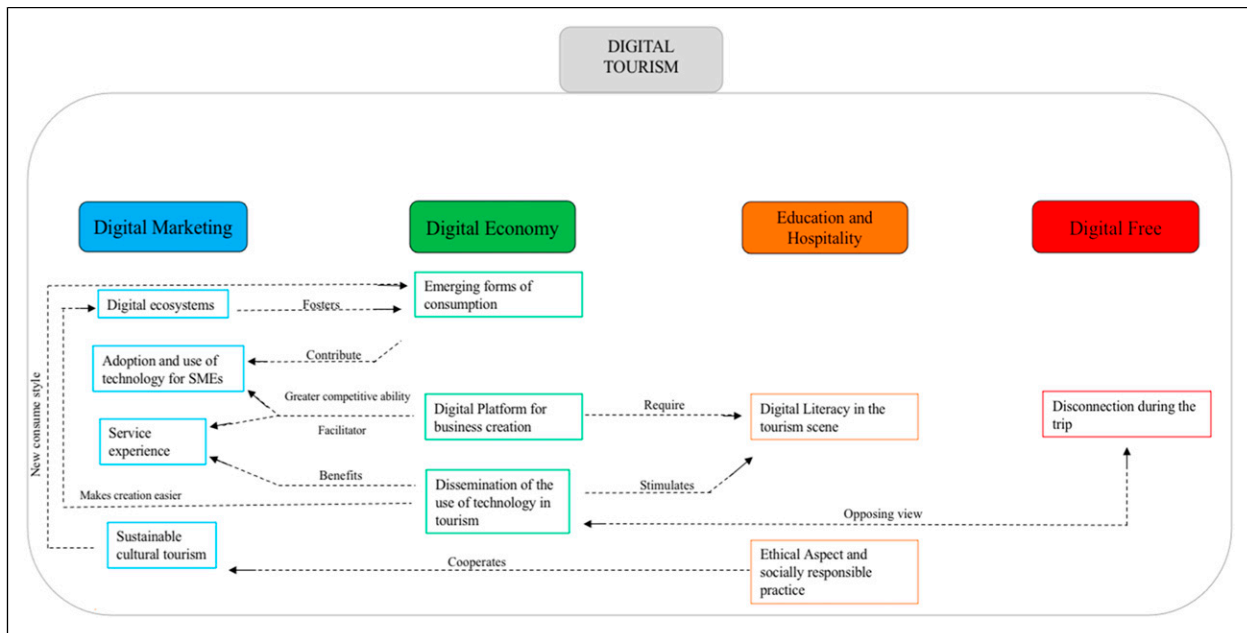 DIGITAL
TOURISM
Digital Marketing
Digital Economy
Education and
Hospitality
Digital Free
Emerging forms of
consumption
Digital ecosystems
Fosters
Adoption and use of
technology for SMEs
Contribute
New consume style
Greater competitive ability
Facilitator
Digital Platform for
business creation
Require
Digital Literacy in the
tourism scene
Disconnection during the
trip
Service
experience
Benefits
Makes creation easier
Dissemination of the
use of technology in
tourism
Stimulates
Opposing view
Sustainable
cultural tourism
Cooperates
Ethical Aspect and
socially responsible
practice